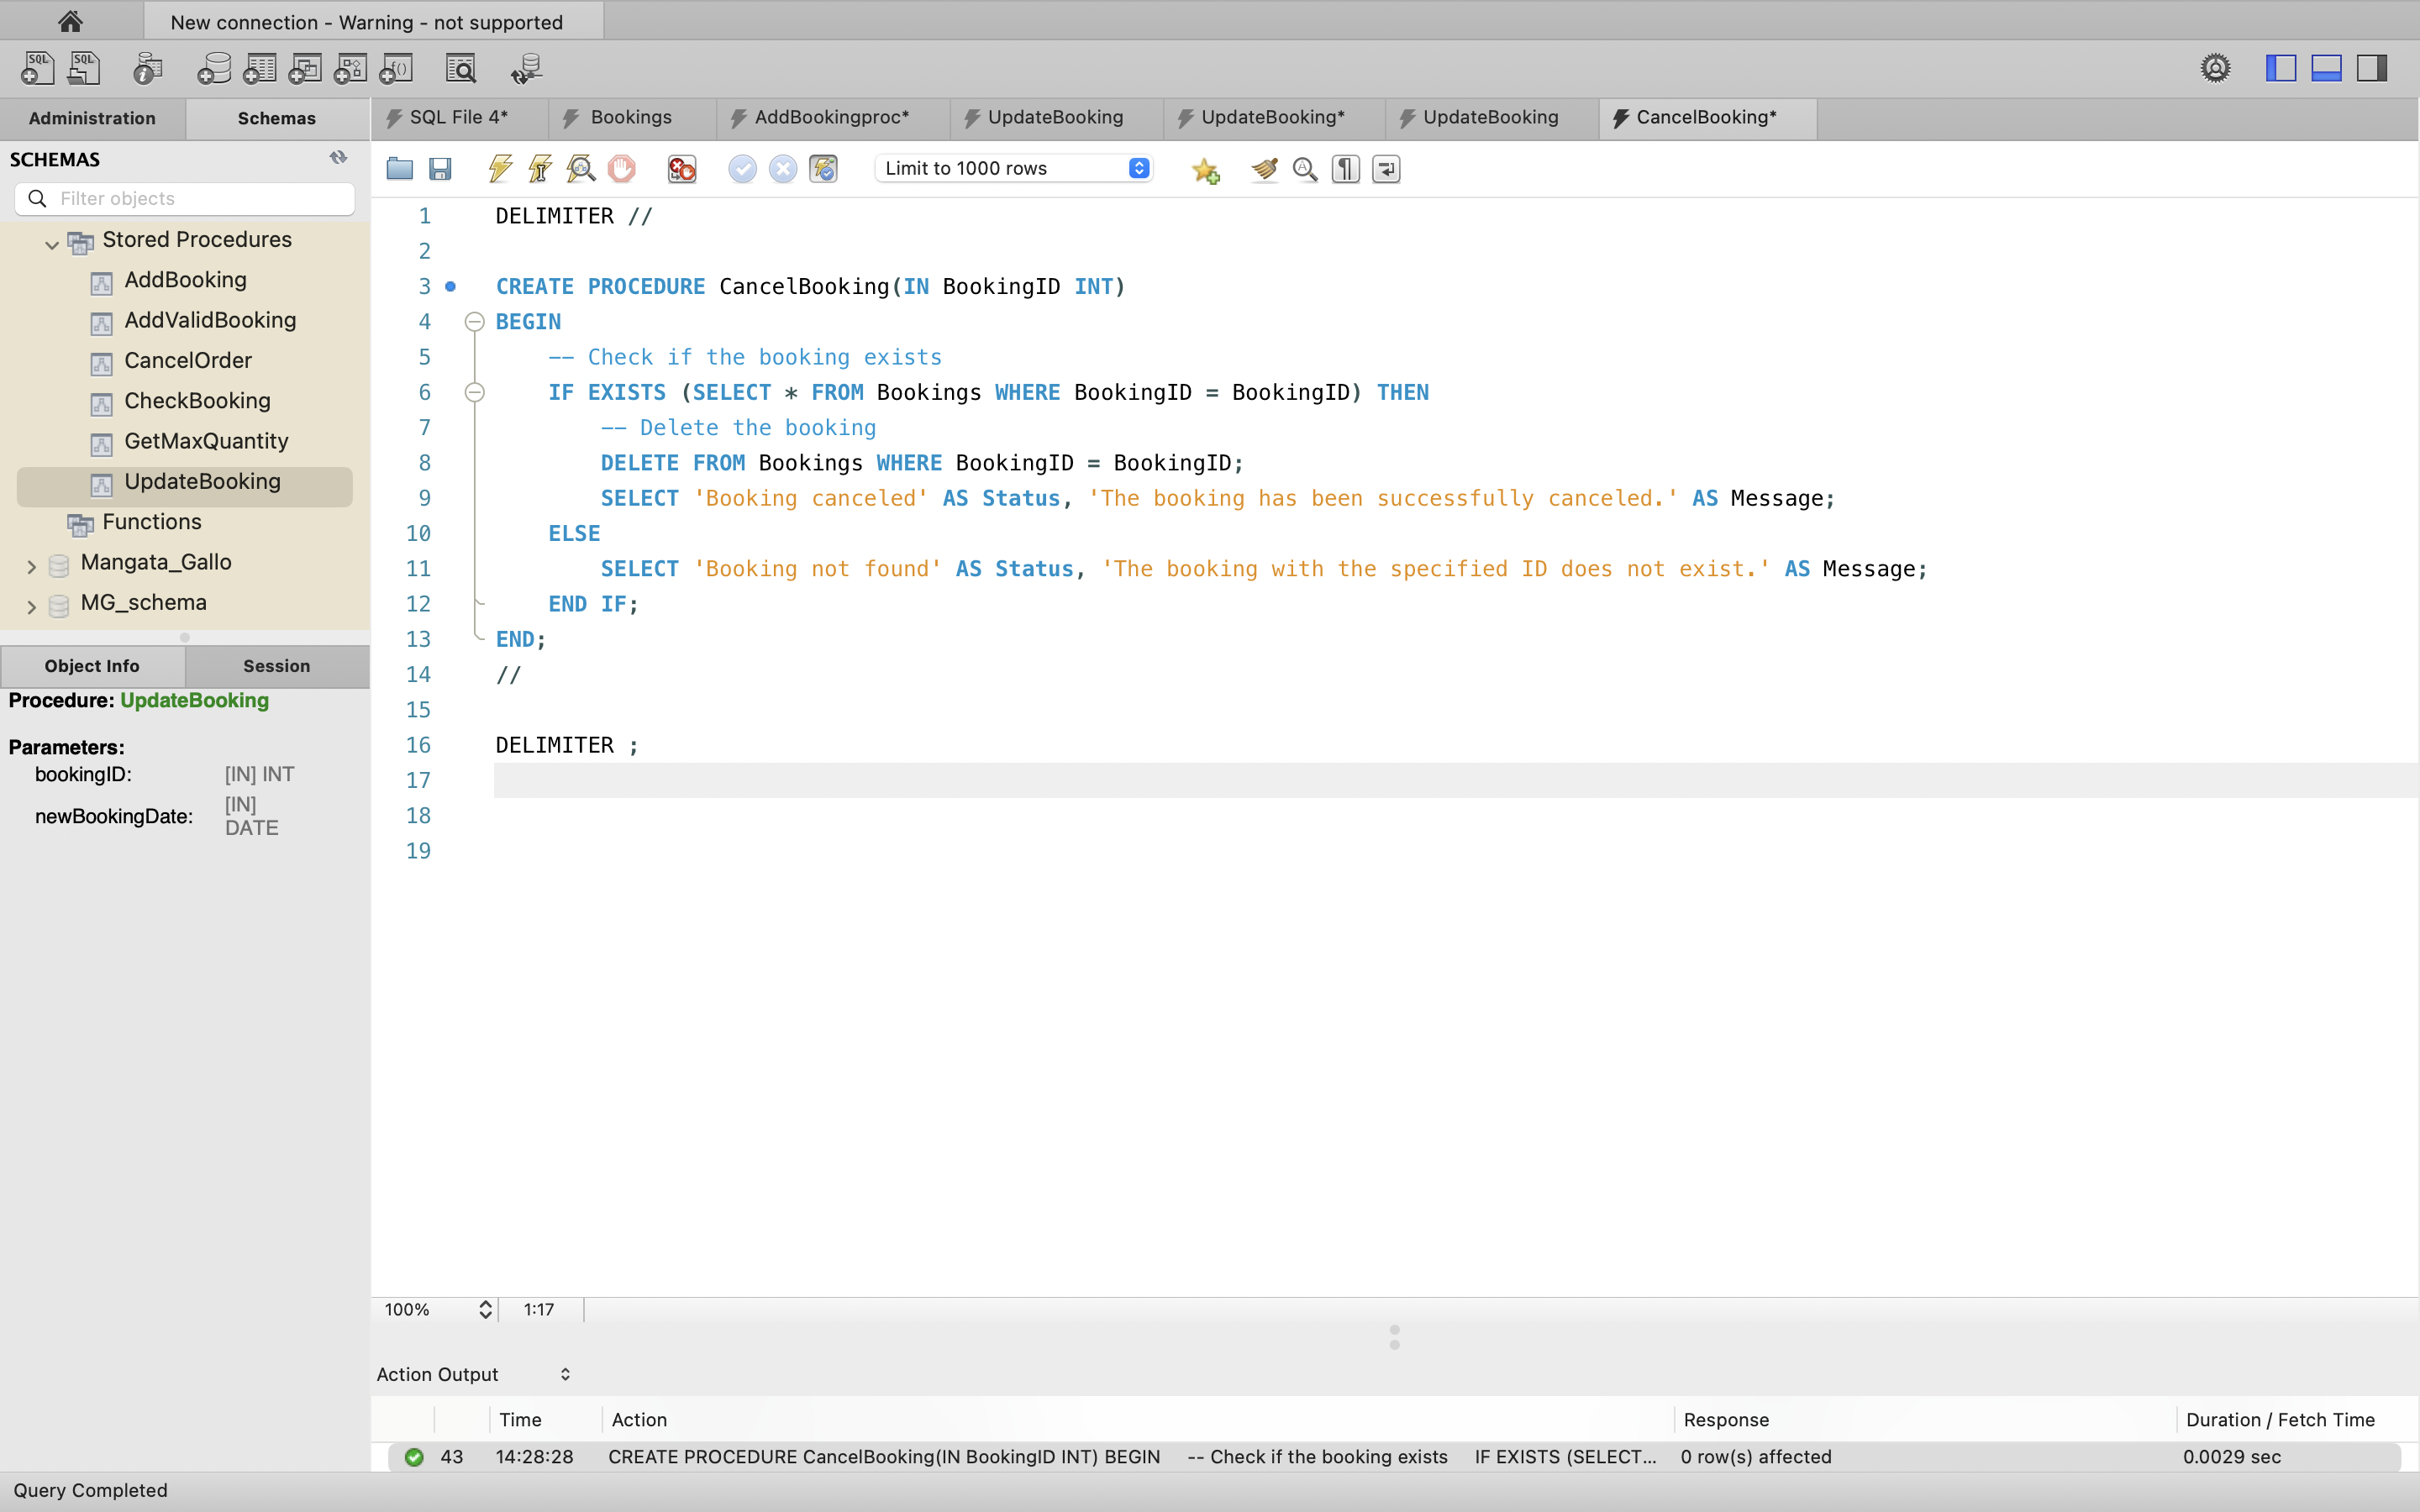 New connection - Warning - not supported
SQL SQL
Administration Schemas
SQL File 4* Bookings AddBookingproc* UpdateBooking UpdateBooking* UpdateBooking CancelBooking*
SCHEMAS
Limit to 1000 rows
Filter objects
Stored Procedures
AddBooking
AddValidBooking
CancelOrder
CheckBooking
GetMaxQuantity
UpdateBooking
Functions
Mangata_Gallo
MG_schema
Object Info Session
Procedure: UpdateBooking
Parameters:
bookingID: [IN] INT
newBookingDate: [IN] DATE
1 DELIMITER //
2
3 CREATE PROCEDURE CancelBooking(IN BookingID INT)
4 BEGIN
5 -- Check if the booking exists
6 IF EXISTS (SELECT * FROM Bookings WHERE BookingID = BookingID) THEN
7 -- Delete the booking
8 DELETE FROM Bookings WHERE BookingID = BookingID;
9 SELECT 'Booking canceled' AS Status, 'The booking has been successfully canceled.' AS Message;
10 ELSE
11 SELECT 'Booking not found' AS Status, 'The booking with the specified ID does not exist.' AS Message;
12 END IF;
13 END;
14 //
15
16 DELIMITER ;
17
18
19
100% 1:17
Action Output
Time Action Response Duration / Fetch Time
43 14:28:28 CREATE PROCEDURE CancelBooking(IN BookingID INT) BEGIN -- Check if the booking exists IF EXISTS (SELECT... 0 row(s) affected 0.0029 sec
Query Completed